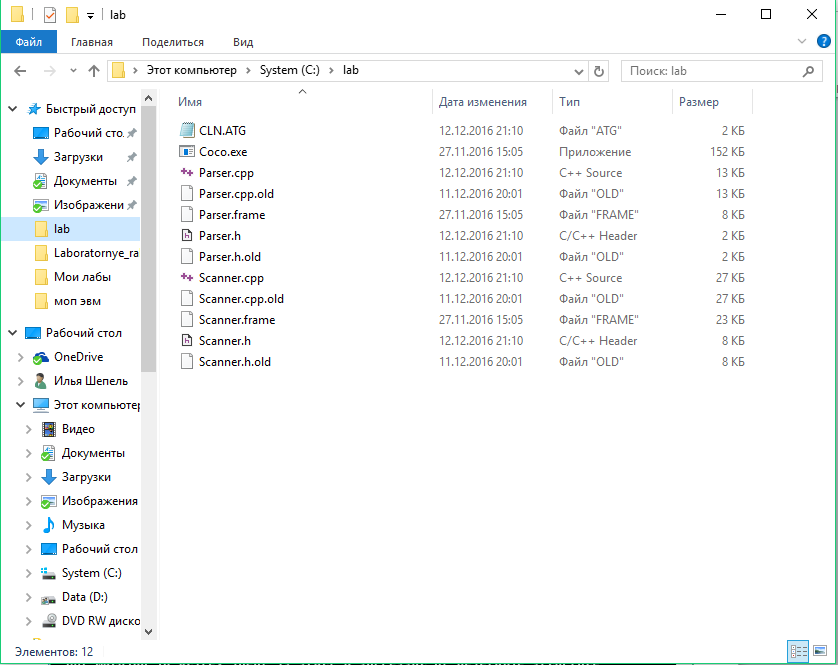 lab
Файл Главная Поделиться Вид
Этот компьютер System (C:) lab Поиск: lab
Имя Дата изменения Тип Размер
CLN.ATG 12.12.2016 21:10 Файл "ATG" 2 КБ
Coco.exe 27.11.2016 15:05 Приложение 152 КБ
Parser.cpp 12.12.2016 21:10 C++ Source 13 КБ
Parser.cpp.old 11.12.2016 20:01 Файл "OLD" 13 КБ
Parser.frame 27.11.2016 15:05 Файл "FRAME" 8 КБ
Parser.h 12.12.2016 21:10 C/C++ Header 2 КБ
Parser.h.old 11.12.2016 20:01 Файл "OLD" 2 КБ
Scanner.cpp 12.12.2016 21:10 C++ Source 27 КБ
Scanner.cpp.old 11.12.2016 20:01 Файл "OLD" 27 КБ
Scanner.frame 27.11.2016 15:05 Файл "FRAME" 23 КБ
Scanner.h 12.12.2016 21:10 C/C++ Header 8 КБ
Scanner.h.old 11.12.2016 20:01 Файл "OLD" 8 КБ
Быстрый доступ
Рабочий сто.
Загрузки
Документы
Изображени
lab
Laboratornye_ra
Мои лабы
моп эвм
Рабочий стол
OneDrive
Илья Шепель
Этот компьютер
Видео
Документы
Загрузки
Изображения
Музыка
Рабочий стол
System (C:)
Data (D:)
DVD RW диско
Элементов: 12